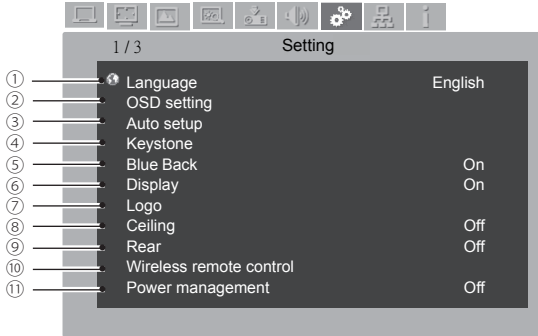 1 / 3 Setting
① Language English
② OSD setting
③ Auto setup
④ Keystone
⑤ Blue Back On
⑥ Display On
⑦ Logo
⑧ Ceiling Off
⑨ Rear Off
⑩ Wireless remote control
⑪ Power management Off